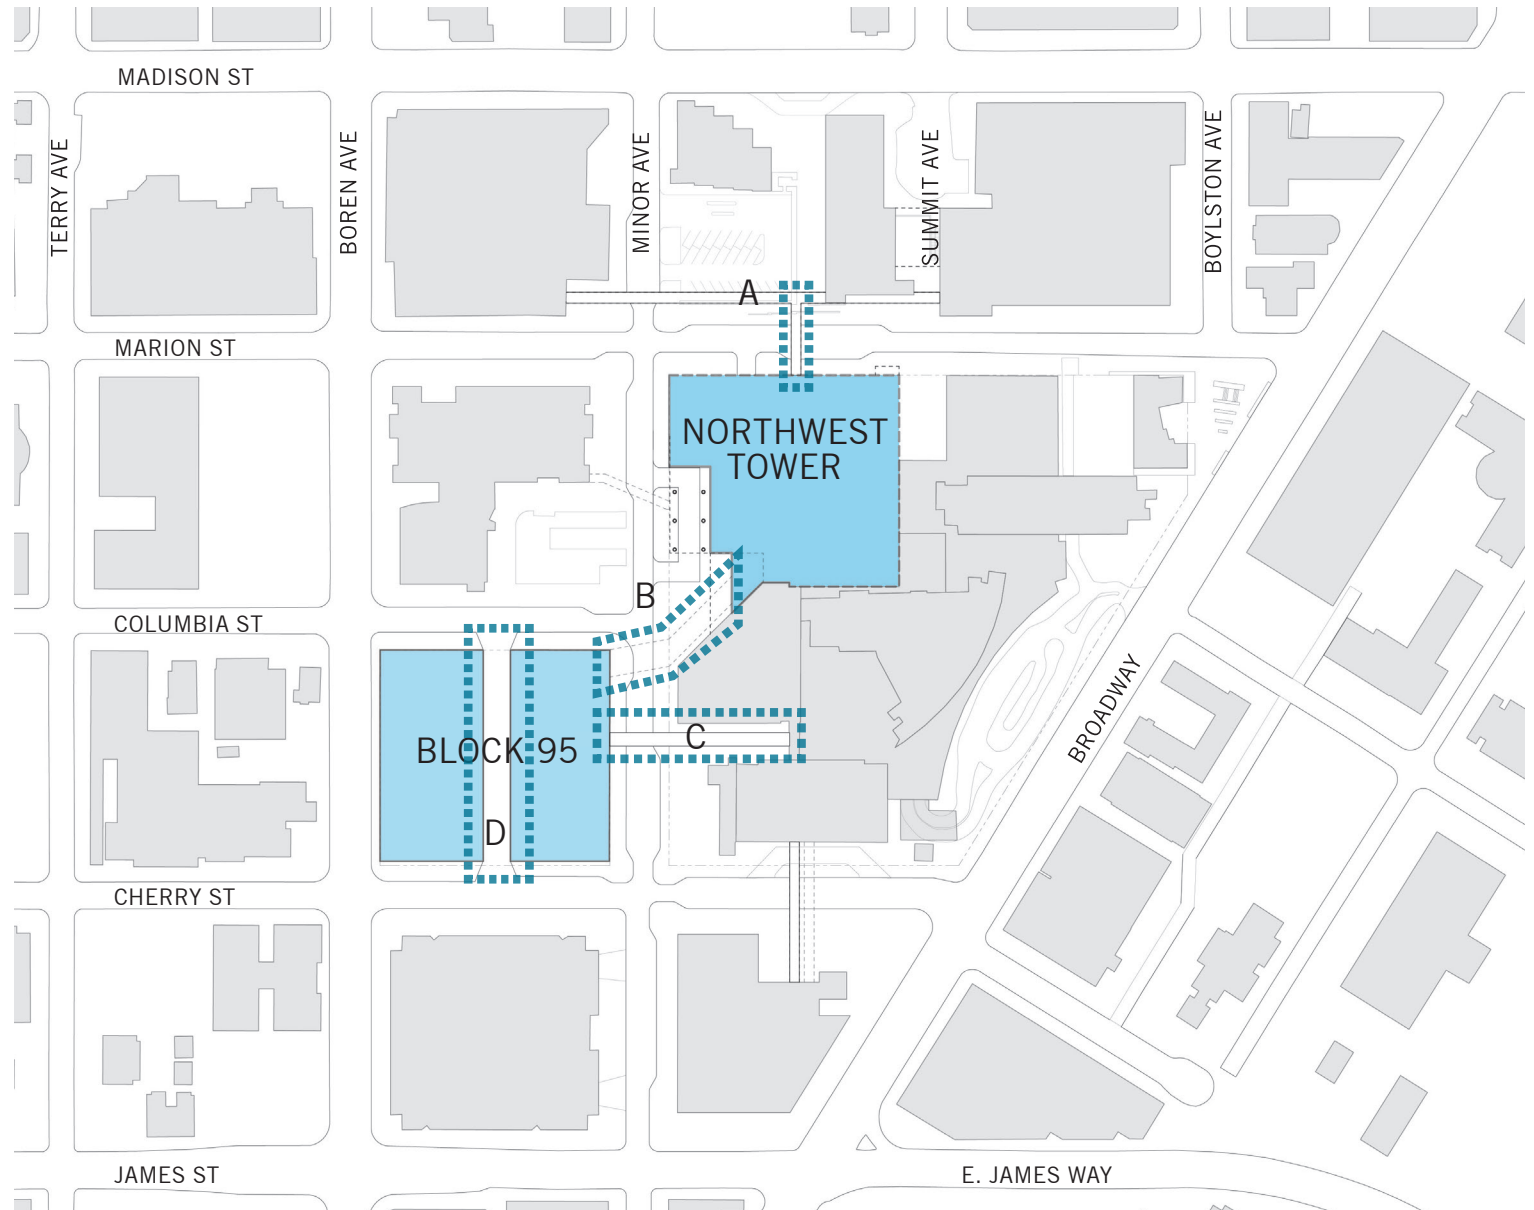 MADISON ST
TERRY AVE
BOREN AVE
MINOR AVE
SUMMIT AVE
BOYLSTON AVE
A
MARION ST
NORTHWEST
TOWER
B
COLUMBIA ST
BROADWAY
C
BLOCK 95
D
CHERRY ST
JAMES ST
E. JAMES WAY